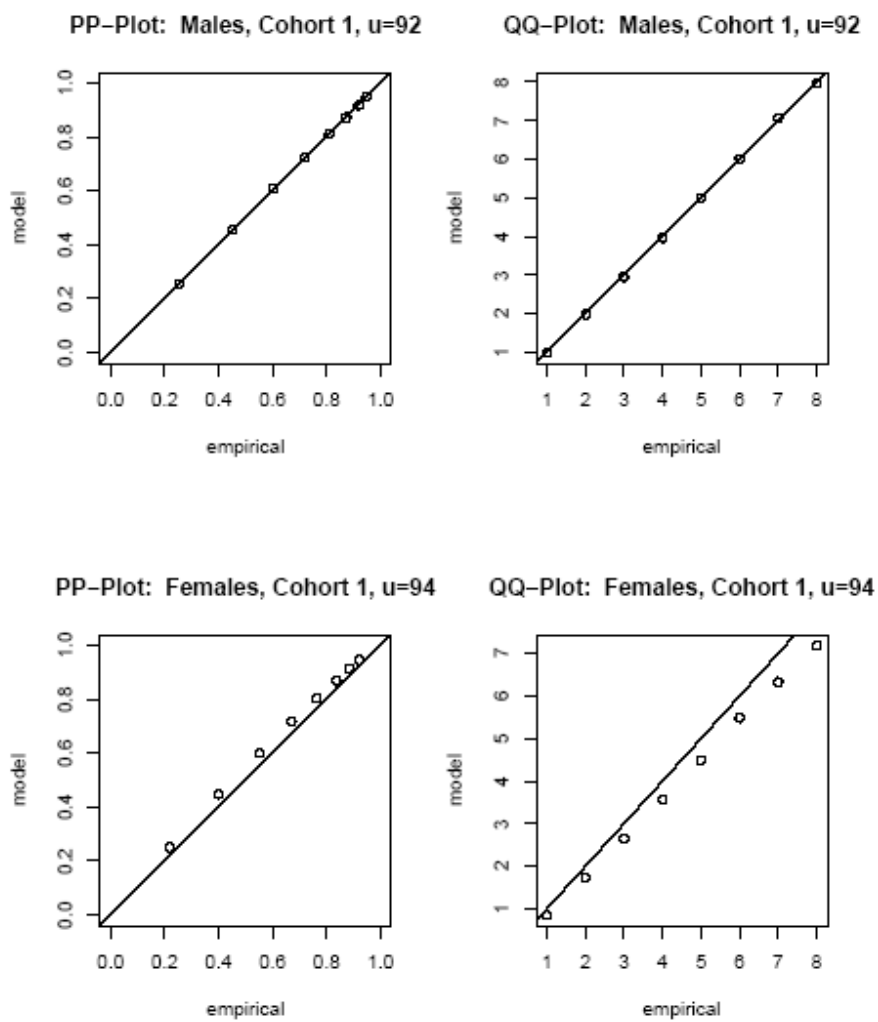 PP−Plot: Males, Cohort 1, u=92
model
0.0 0.2 0.4 0.6 0.8 1.0
0.0 0.2 0.4 0.6 0.8 1.0
empirical
QQ−Plot: Males, Cohort 1, u=92
model
1 2 3 4 5 6 7 8
1 2 3 4 5 6 7 8
empirical
PP−Plot: Females, Cohort 1, u=94
model
0.0 0.2 0.4 0.6 0.8 1.0
0.0 0.2 0.4 0.6 0.8 1.0
empirical
QQ−Plot: Females, Cohort 1, u=94
model
1 2 3 4 5 6 7
1 2 3 4 5 6 7 8
empirical